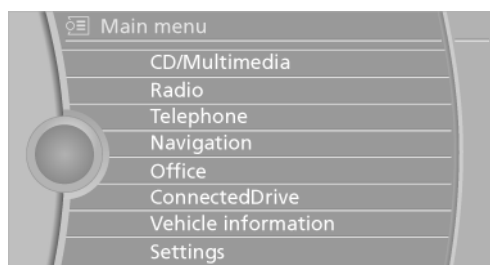 Main menu
CD/Multimedia
Radio
Telephone
Navigation
Office
ConnectedDrive
Vehicle information
Settings